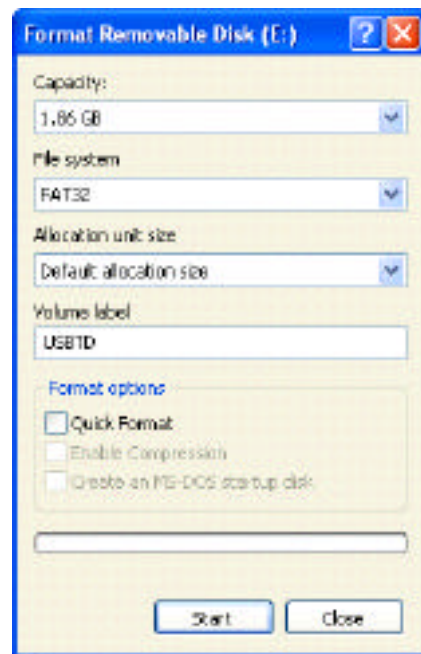 Format Removable Disk (E:)
?
Capacity:
1.86 GB
File system
FAT32
Allocation unit size
Default allocation size
Volume label
USBTD
Format options
Quick Format
Enable Compression
Create an MS-DOS startup disk
Start Close